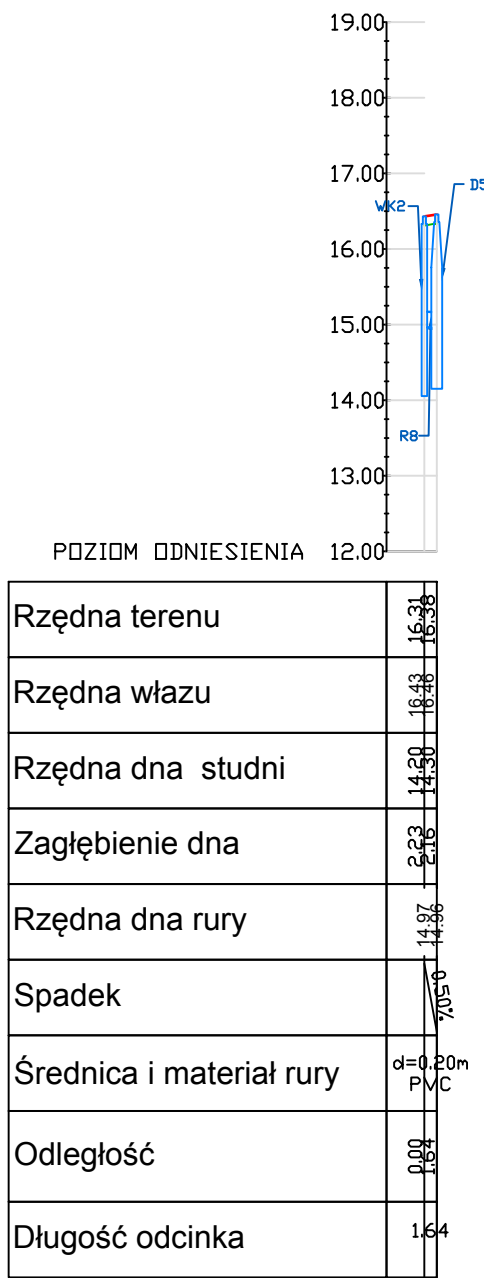 19.00
18.00
17.00
D5
WK2
16.00
15.00
14.00
R8
13.00
POZIOM ODNIESIENIA 12.00
Rzędna terenu 16.31 16.38
Rzędna włazu 16.43 16.46
Rzędna dna studni 14.20 14.30
Zagłębienie dna 2.23 2.16
Rzędna dna rury 14.97 14.96
Spadek 0.50%
Średnica i materiał rury d=0.20m
PVC
Odległość 0.00 1.64
Długość odcinka 1.64